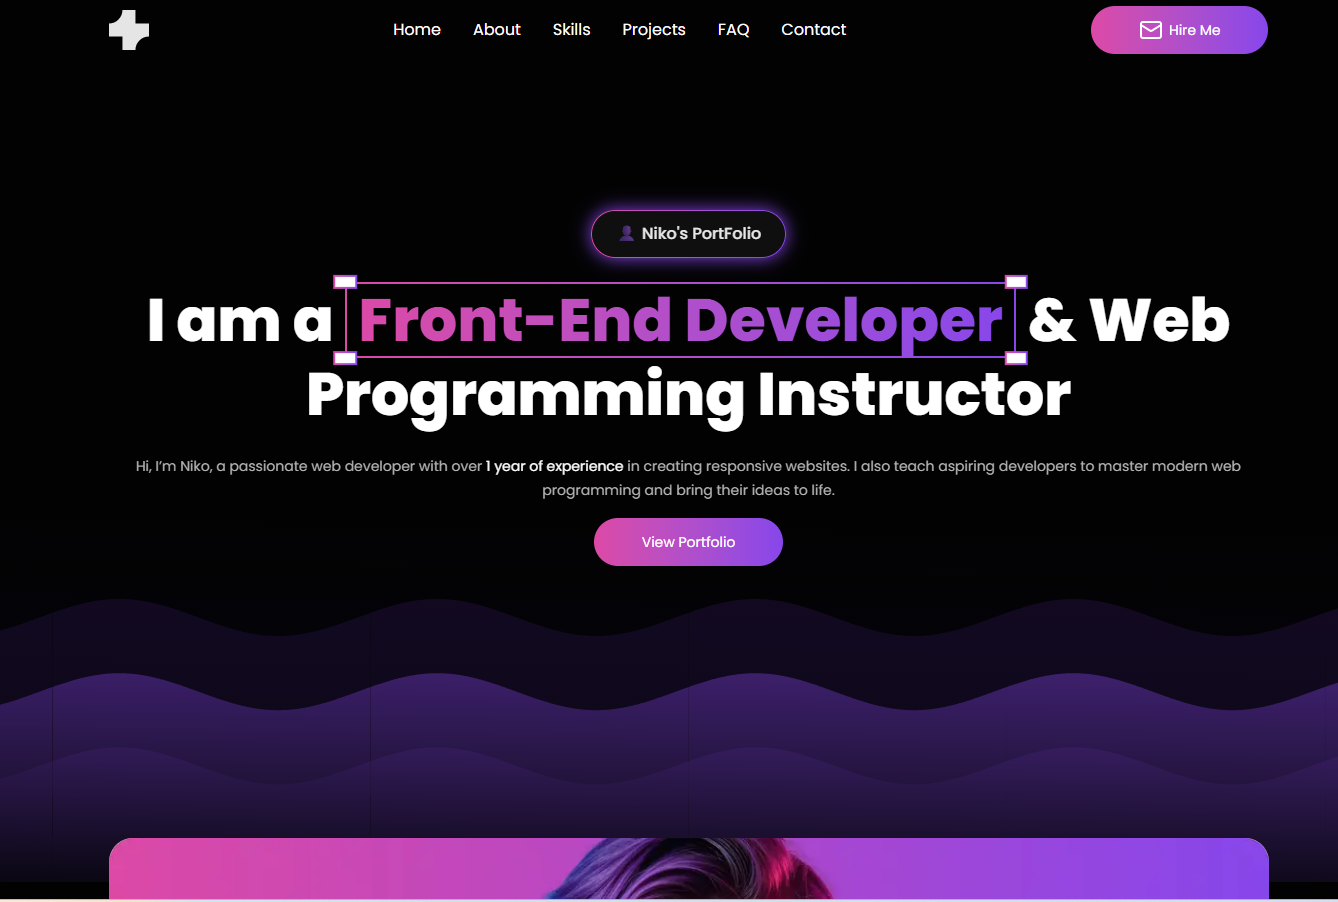 Home About Skills Projects FAQ Contact Hire Me
Niko's PortFolio
I am a Front-End Developer & Web
Programming Instructor
Hi, I’m Niko, a passionate web developer with over 1 year of experience in creating responsive websites. I also teach aspiring developers to master modern web
programming and bring their ideas to life.
View Portfolio